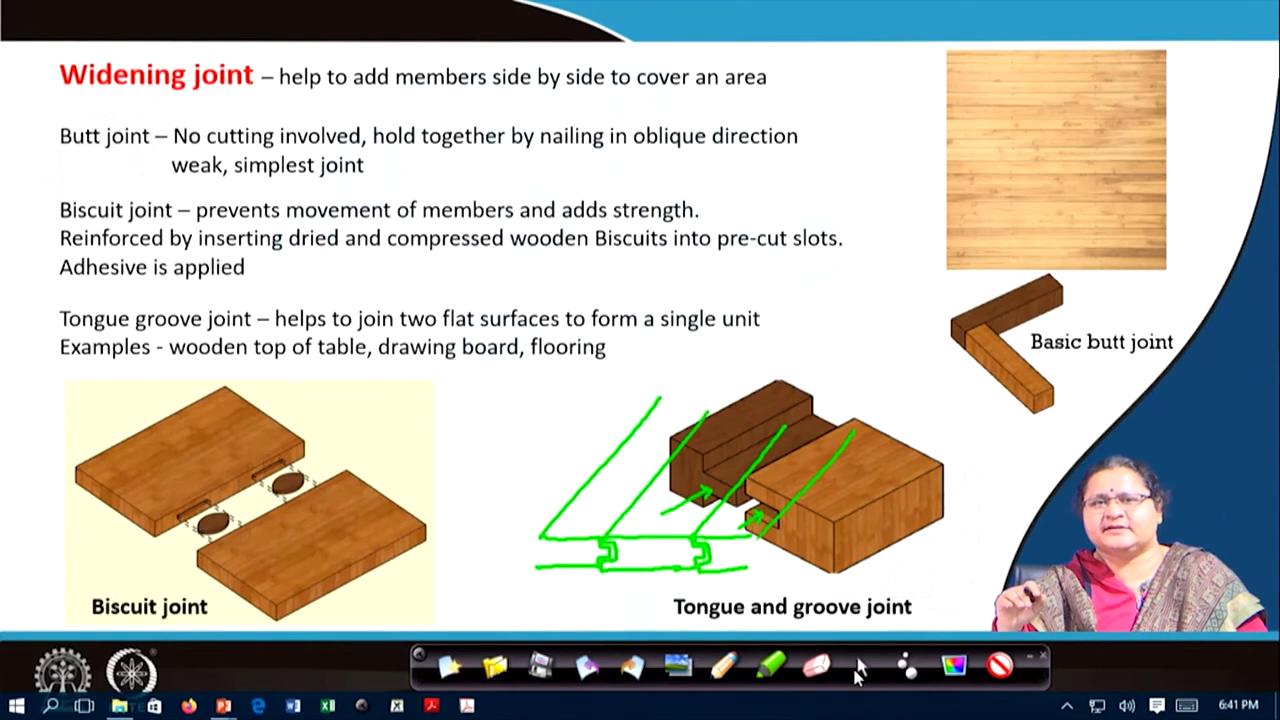 Widening joint – help to add members side by side to cover an area
Butt joint – No cutting involved, hold together by nailing in oblique direction
weak, simplest joint
Biscuit joint – prevents movement of members and adds strength.
Reinforced by inserting dried and compressed wooden Biscuits into pre-cut slots.
Adhesive is applied
Tongue groove joint – helps to join two flat surfaces to form a single unit
Examples - wooden top of table, drawing board, flooring
Basic butt joint
Biscuit joint
Tongue and groove joint
6:41 PM